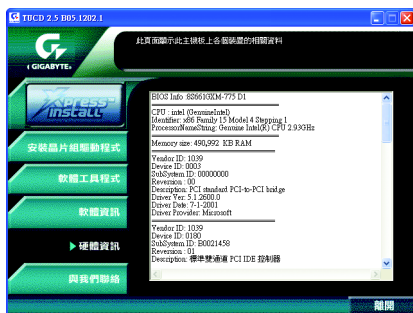 TUCD 2.5 B05.1202.1
GIGABYTE
此頁面顯示此主機板上各個裝置的相關資料
Xpress
Install
安裝晶片組驅動程式
軟體工具程式
軟體資訊
硬體資訊
與我們聯絡
BIOS Info :8S661GXM-775 D1
CPU : intel (GenuineIntel)
Identifier: x86 Family 15 Model 4 Stepping 1
ProcessorNameString: Genuine Intel(R) CPU 2.93GHz
Memory size: 490,992 KB RAM
Vendor ID: 1039
Device ID: 0003
SubSystem ID: 00000000
Reversion : 00
Description: PCI standard PCI-to-PCI bridge
Driver Ver: 5.1.2600.0
Driver Date: 7-1-2001
Driver Provider: Microsoft
Vendor ID: 1039
Device ID: 0180
SubSystem ID: B0021458
Reversion : 01
Description: 標準雙通道 PCI IDE 控制器
離開